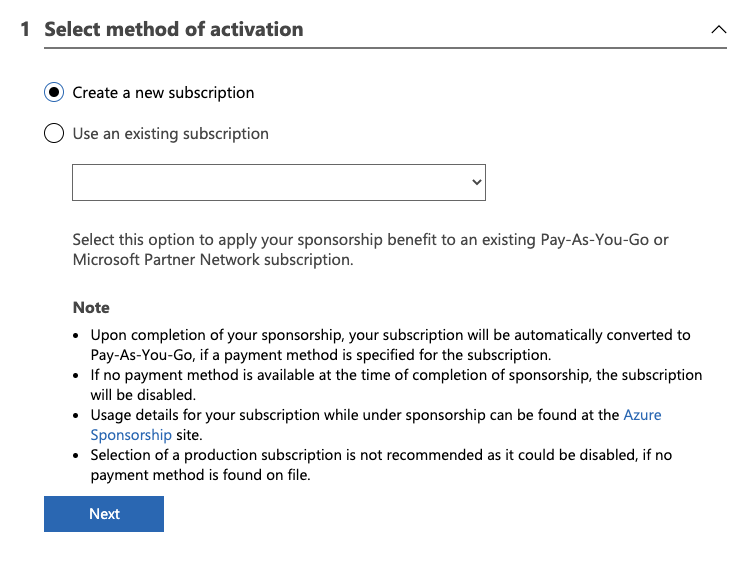 1 Select method of activation
Create a new subscription
Use an existing subscription
Select this option to apply your sponsorship benefit to an existing Pay-As-You-Go or
Microsoft Partner Network subscription.
Note
• Upon completion of your sponsorship, your subscription will be automatically converted to
Pay-As-You-Go, if a payment method is specified for the subscription.
• If no payment method is available at the time of completion of sponsorship, the subscription
will be disabled.
• Usage details for your subscription while under sponsorship can be found at the Azure
Sponsorship site.
• Selection of a production subscription is not recommended as it could be disabled, if no
payment method is found on file.
Next